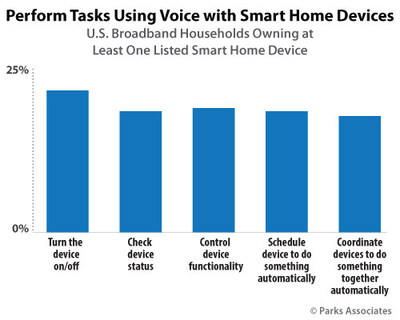 Perform Tasks Using Voice with Smart Home Devices
U.S. Broadband Households Owning at
Least One Listed Smart Home Device
25%
0%
Turn the
device
on/off
Check
device
status
Control
device
functionality
Schedule
device to do
something
automatically
Coordinate
devices to do
something
together
automatically
© Parks Associates